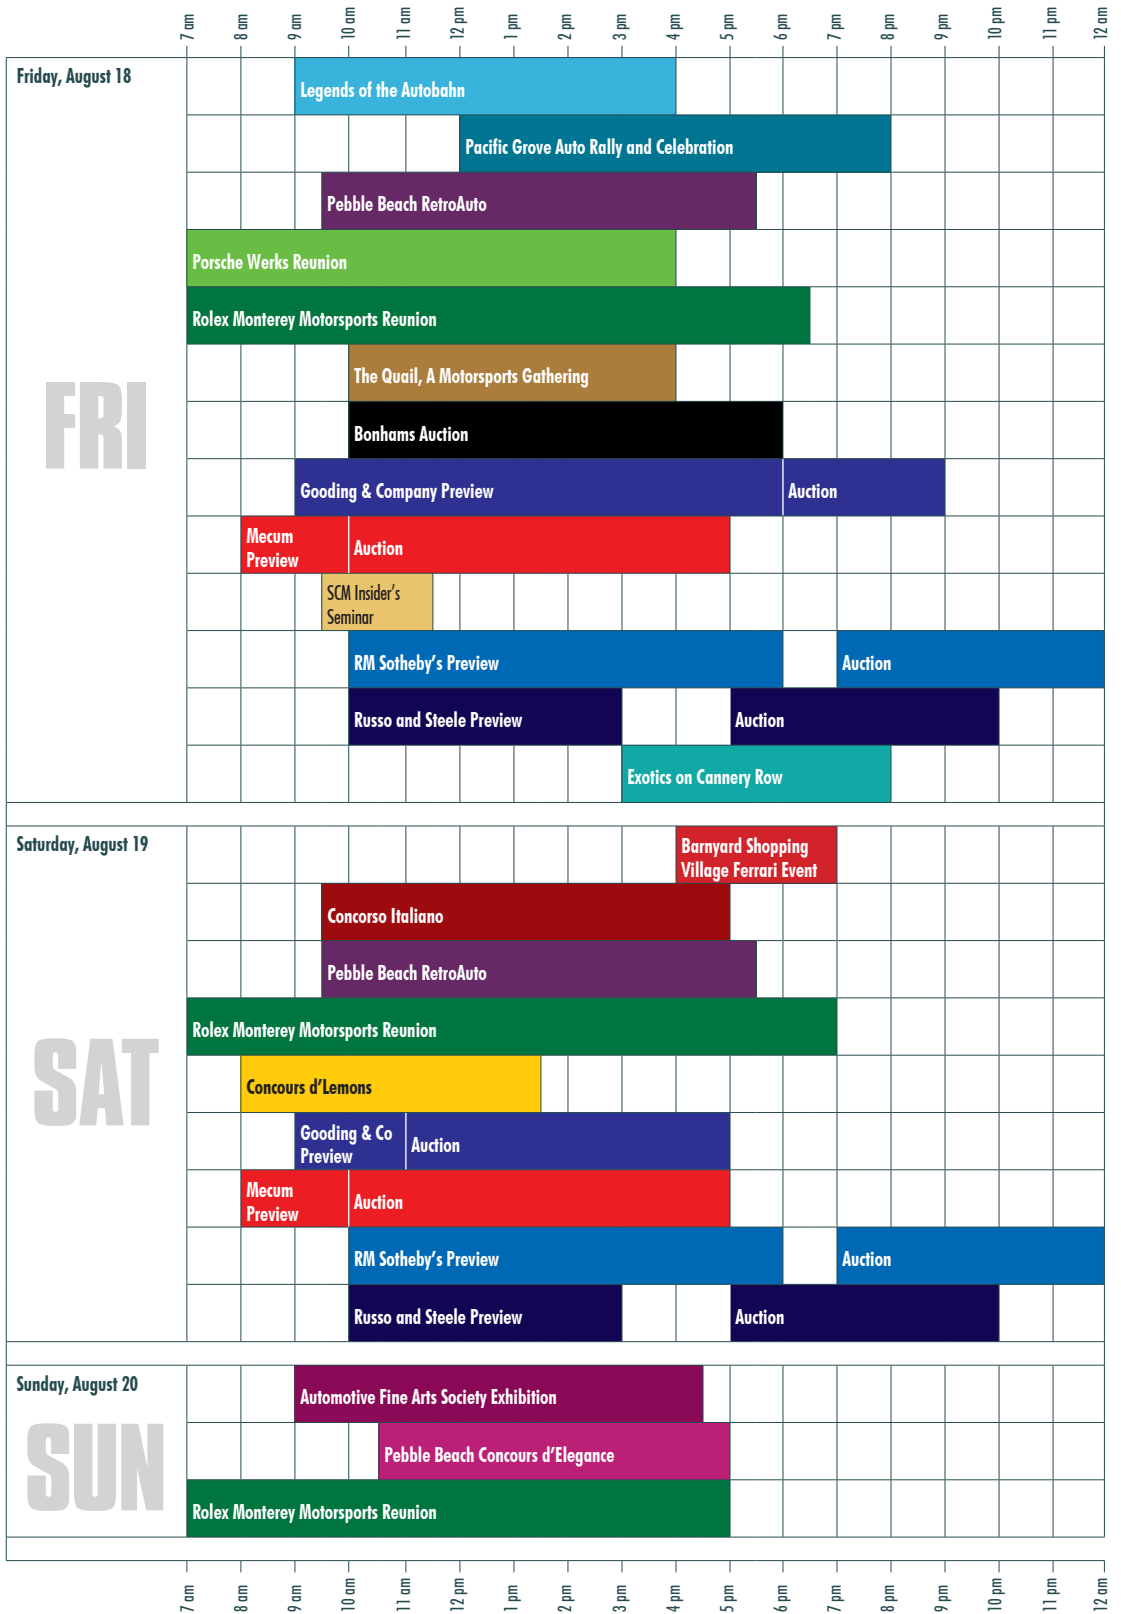 7 am 8 am 9 am 10 am 11 am 12 pm 1 pm 2 pm 3 pm 4 pm 5 pm 6 pm 7 pm 8 pm 9 pm 10 pm 11 pm 12 am
Friday, August 18
FRI
Legends of the Autobahn
Pacific Grove Auto Rally and Celebration
Pebble Beach RetroAuto
Porsche Werks Reunion
Rolex Monterey Motorsports Reunion
The Quail, A Motorsports Gathering
Bonhams Auction
Gooding & Company Preview Auction
Mecum
Preview
Auction
SCM Insider's
Seminar
RM Sotheby's Preview Auction
Russo and Steele Preview Auction
Exotics on Cannery Row
Saturday, August 19
SAT
Barnyard Shopping
Village Ferrari Event
Concorso Italiano
Pebble Beach RetroAuto
Rolex Monterey Motorsports Reunion
Concours d'Lemons
Gooding & Co
Preview
Auction
Mecum
Preview
Auction
RM Sotheby's Preview Auction
Russo and Steele Preview Auction
Sunday, August 20
SUN
Automotive Fine Arts Society Exhibition
Pebble Beach Concours d'Elegance
Rolex Monterey Motorsports Reunion
7 am 8 am 9 am 10 am 11 am 12 pm 1 pm 2 pm 3 pm 4 pm 5 pm 6 pm 7 pm 8 pm 9 pm 10 pm 11 pm 12 am